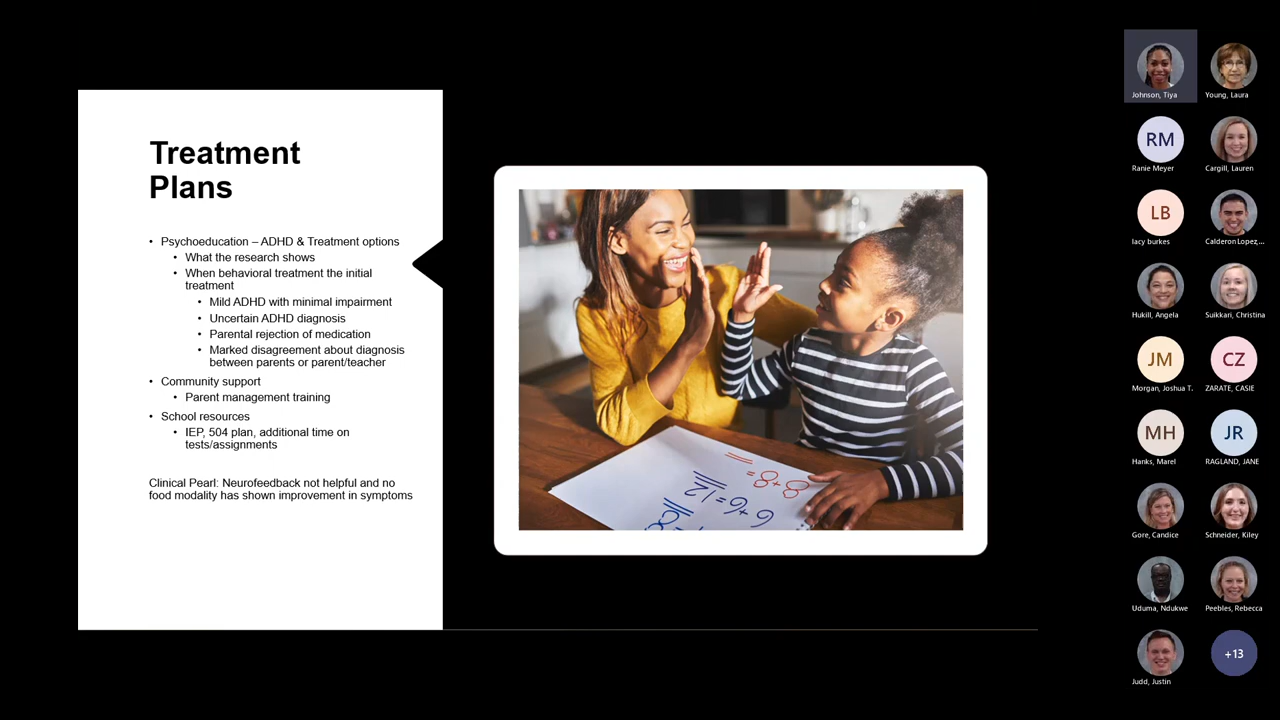 Treatment
Plans
• Psychoeducation – ADHD & Treatment options
• What the research shows
• When behavioral treatment the initial
treatment
• Mild ADHD with minimal impairment
• Uncertain ADHD diagnosis
• Parental rejection of medication
• Marked disagreement about diagnosis
between parents or parent/teacher
• Community support
• Parent management training
• School resources
• IEP, 504 plan, additional time on
tests/assignments
Clinical Pearl: Neurofeedback not helpful and no
food modality has shown improvement in symptoms
8+8=
6+6=12
Johnson, Tiya
Young, Laura
RM
Ranie Meyer
Cargill, Lauren
LB
lacy burkes
Calderon Lopez,...
Hukill, Angela
Suikkari, Christina
JM
Morgan, Joshua T.
CZ
ZARATE, CASIE
MH
Hanks, Marel
JR
RAGLAND, JANE
Gore, Candice
Schneider, Kiley
Uduma, Ndukwe
Peebles, Rebecca
Judd, Justin
+13